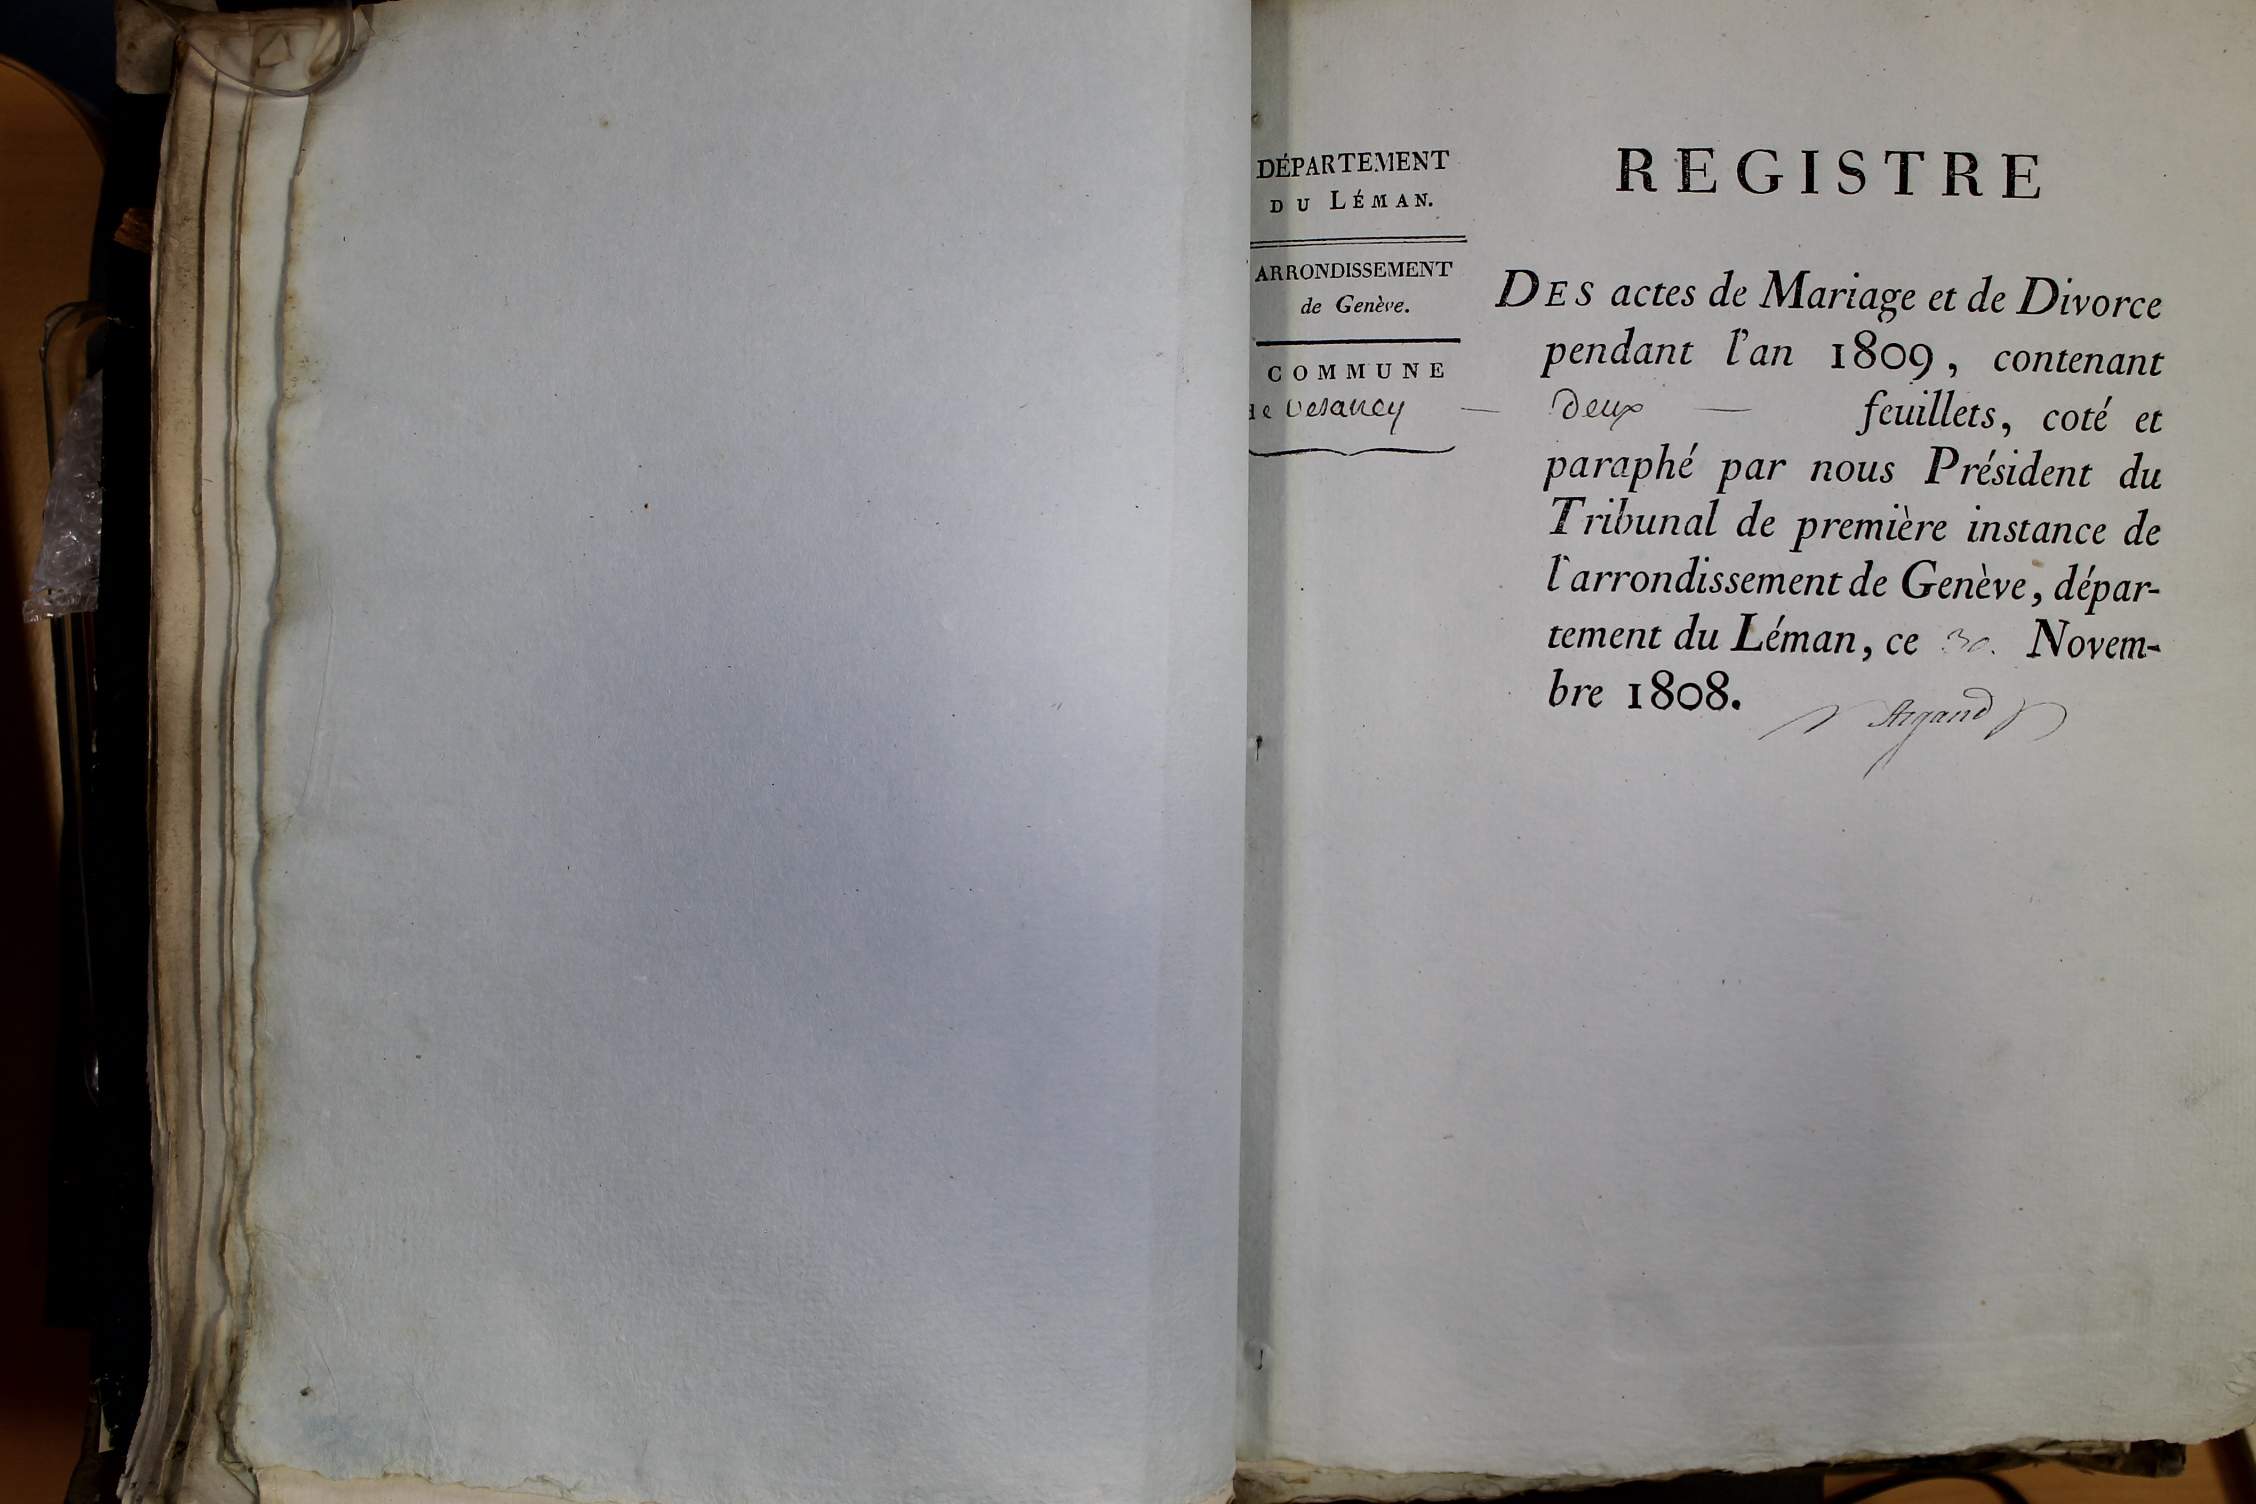 DÉPARTEMENT
DU LÉMAN.
ARRONDISSEMENT
de Genève.
COMMUNE
de Vesancy
REGISTRE
DES actes de Mariage et de Divorce
pendant l'an 1809, contenant
— Deux — feuillets, coté et
paraphé par nous Président du
Tribunal de première instance de
l'arrondissement de Genève, dépar-
tement du Léman, ce 30. Novem-
bre 1808.
Argand